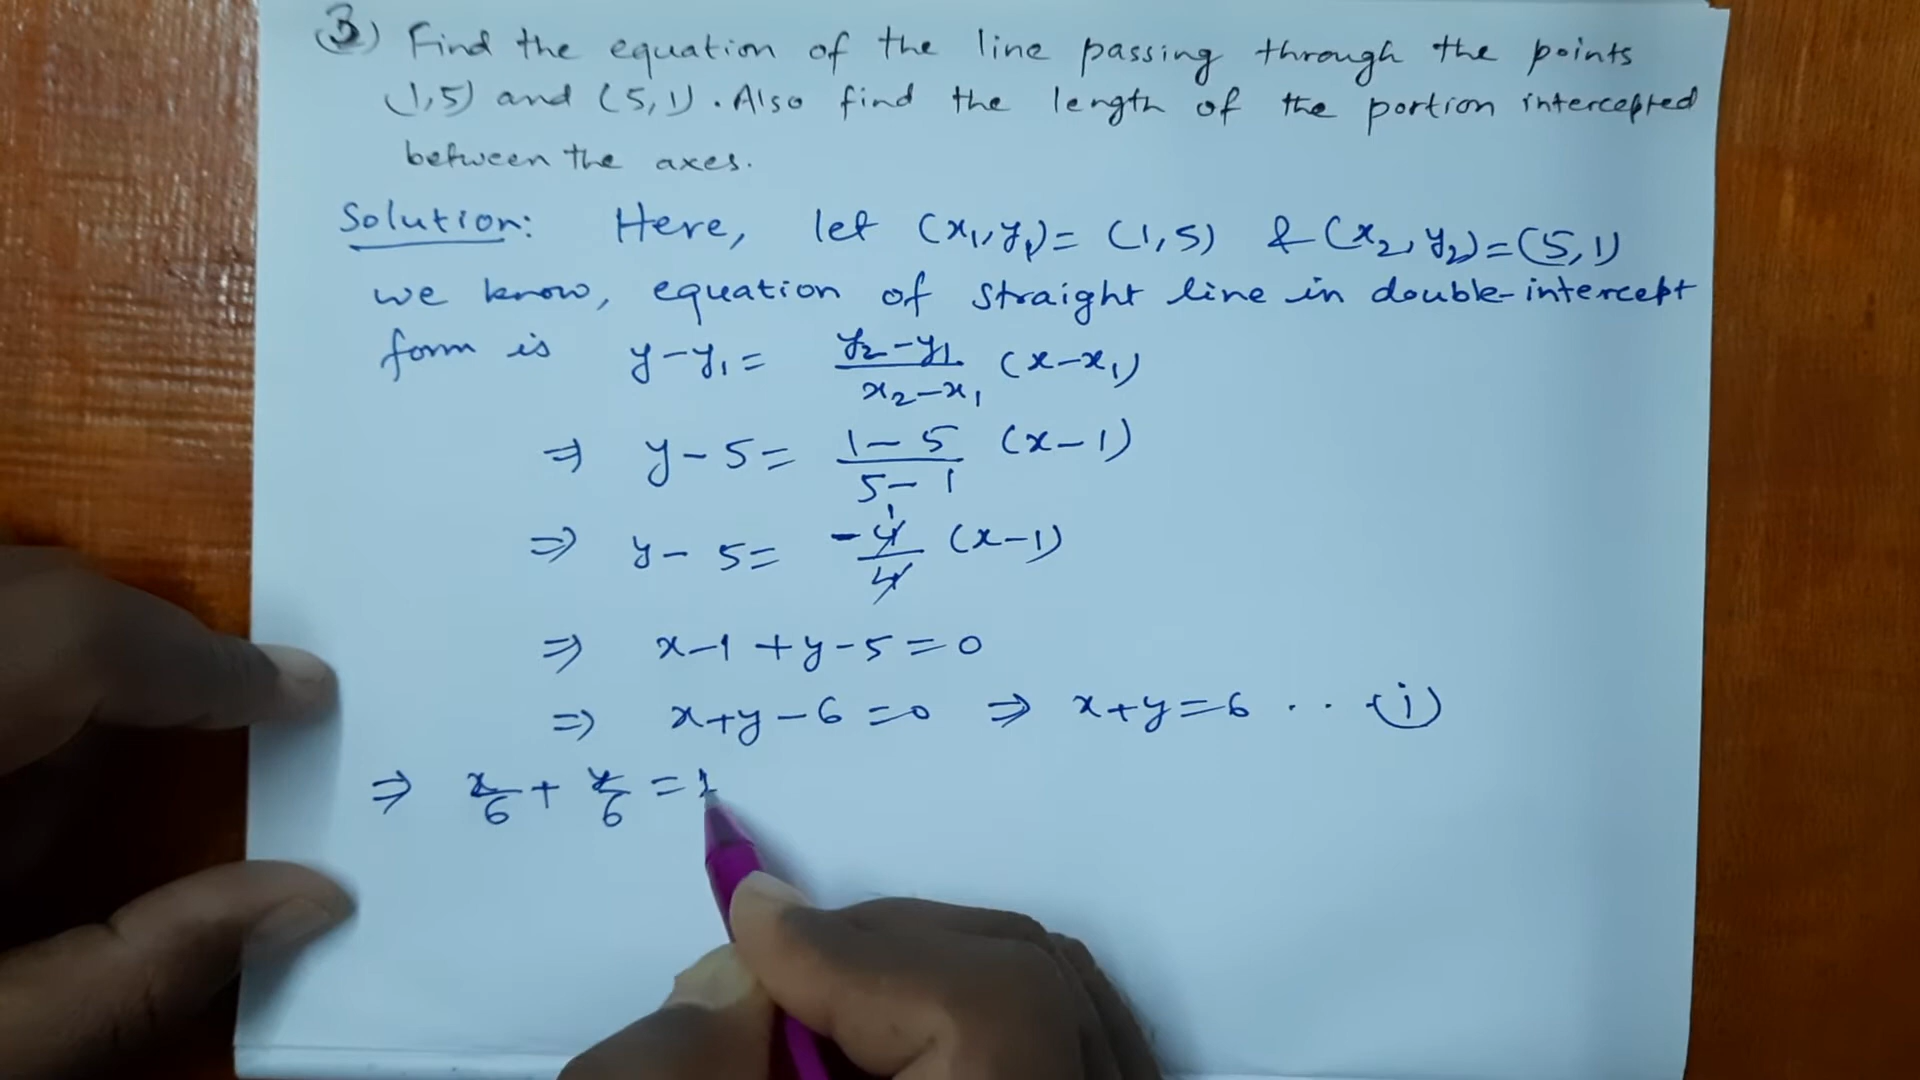 ③) Find the equation of the line passing through the points
(1,5) and (5,1). Also find the length of the portion intercepted
between the axes.
Solution: Here, let (x₁,y₁)= (1,5) & (x₂,y₂)=(5,1)
we know, equation of straight line in double-intercept
form is y-y₁= (y₂-y₁)/(x₂-x₁) (x-x₁)
⇒ y-5= (1-5)/(5-1) (x-1)
⇒ y-5= -4/4 1 (x-1)
⇒ x-1+y-5=0
⇒ x+y-6=0 ⇒ x+y=6 ... (i)
⇒ x/6 + y/6 =1